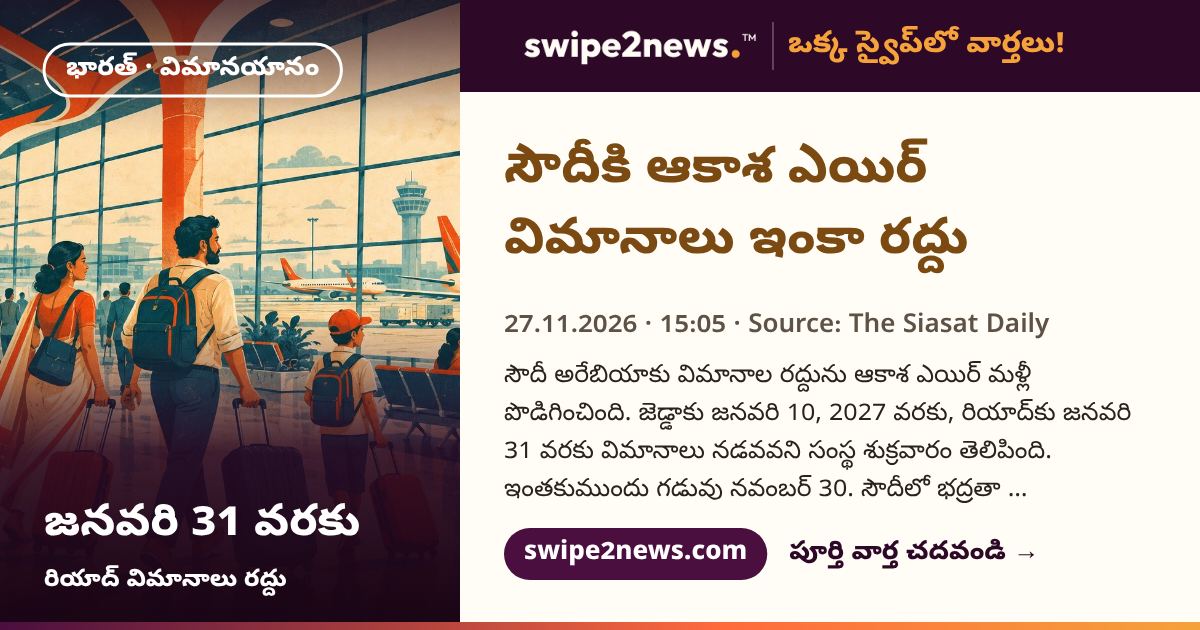 భారత్ · విమానయానం
జనవరి 31 వరకు
రియాద్ విమానాలు రద్దు
swipe2news.™ | ఒక్క స్వైప్‌లో వార్తలు!
సౌదీకి ఆకాశ ఎయిర్
విమానాలు ఇంకా రద్దు
27.11.2026 · 15:05 · Source: The Siasat Daily
సౌదీ అరేబియాకు విమానాల రద్దును ఆకాశ ఎయిర్ మళ్లీ
పొడిగించింది. జెడ్డాకు జనవరి 10, 2027 వరకు, రియాద్‌కు జనవరి
31 వరకు విమానాలు నడవవని సంస్థ శుక్రవారం తెలిపింది.
ఇంతకుముందు గడువు నవంబర్ 30. సౌదీలో భద్రతా ...
swipe2news.com పూర్తి వార్త చదవండి →